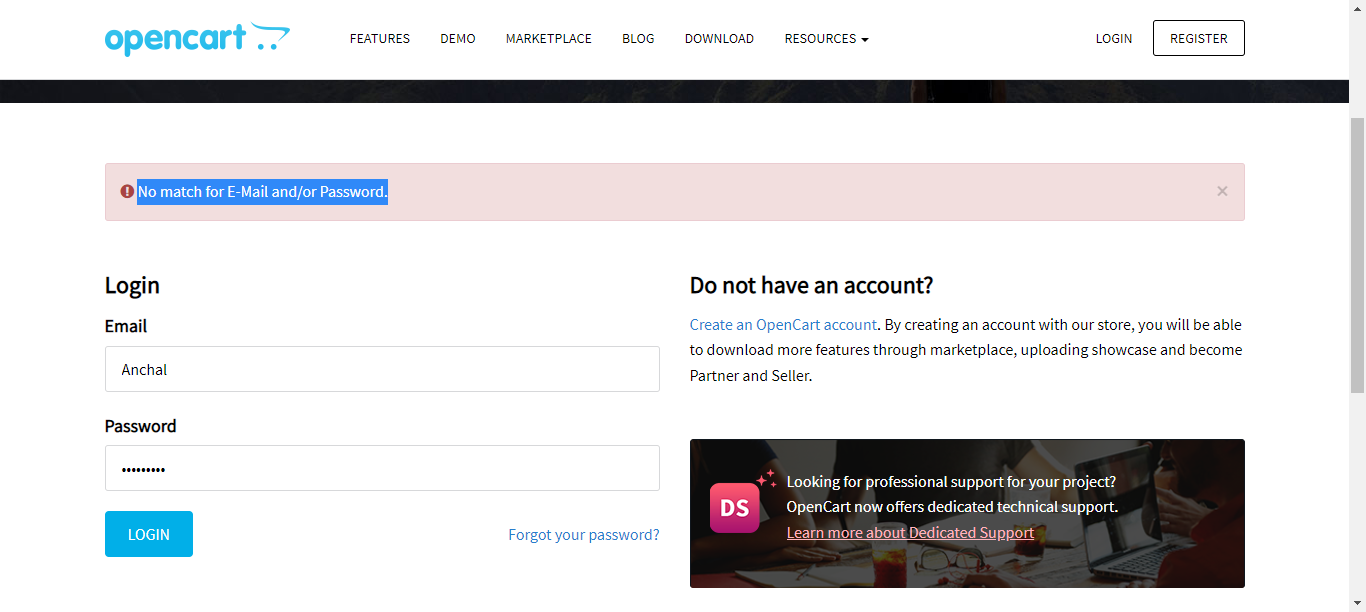 opencart
FEATURES
DEMO
MARKETPLACE
BLOG
DOWNLOAD
RESOURCES
LOGIN
REGISTER
No match for E-Mail and/or Password.
×
Login
Email
Anchal
Password
•••••••••
LOGIN
Forgot your password?
Do not have an account?
Create an OpenCart account. By creating an account with our store, you will be able
to download more features through marketplace, uploading showcase and become
Partner and Seller.
DS
Looking for professional support for your project?
OpenCart now offers dedicated technical support.
Learn more about Dedicated Support